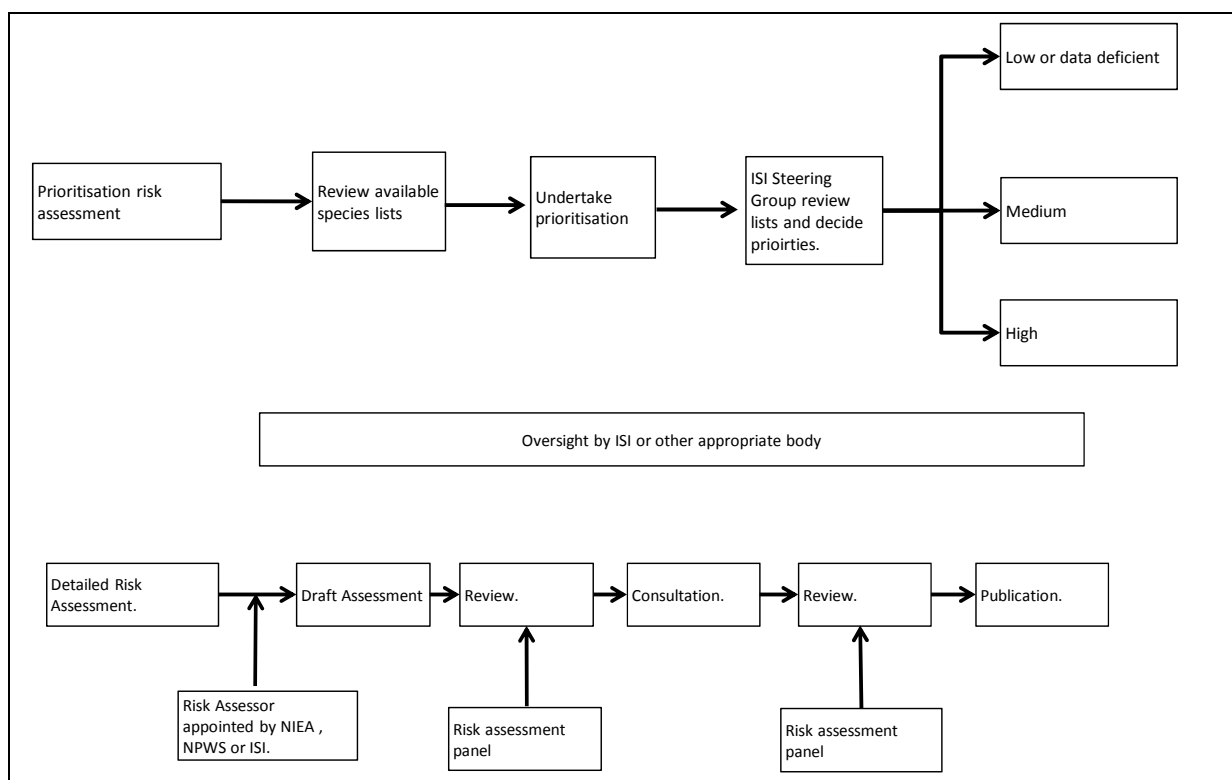 Low or data deficient
Prioritisation risk
assessment
Review available
species lists
Undertake
prioritisation
ISI Steering
Group review
lists and decide
prioirties.
Medium
High
Oversight by ISI or other appropriate body
Detailed Risk
Assessment.
Draft Assessment
Review.
Consultation.
Review.
Publication.
Risk Assessor
appointed by NIEA ,
NPWS or ISI.
Risk assessment
panel
Risk assessment
panel